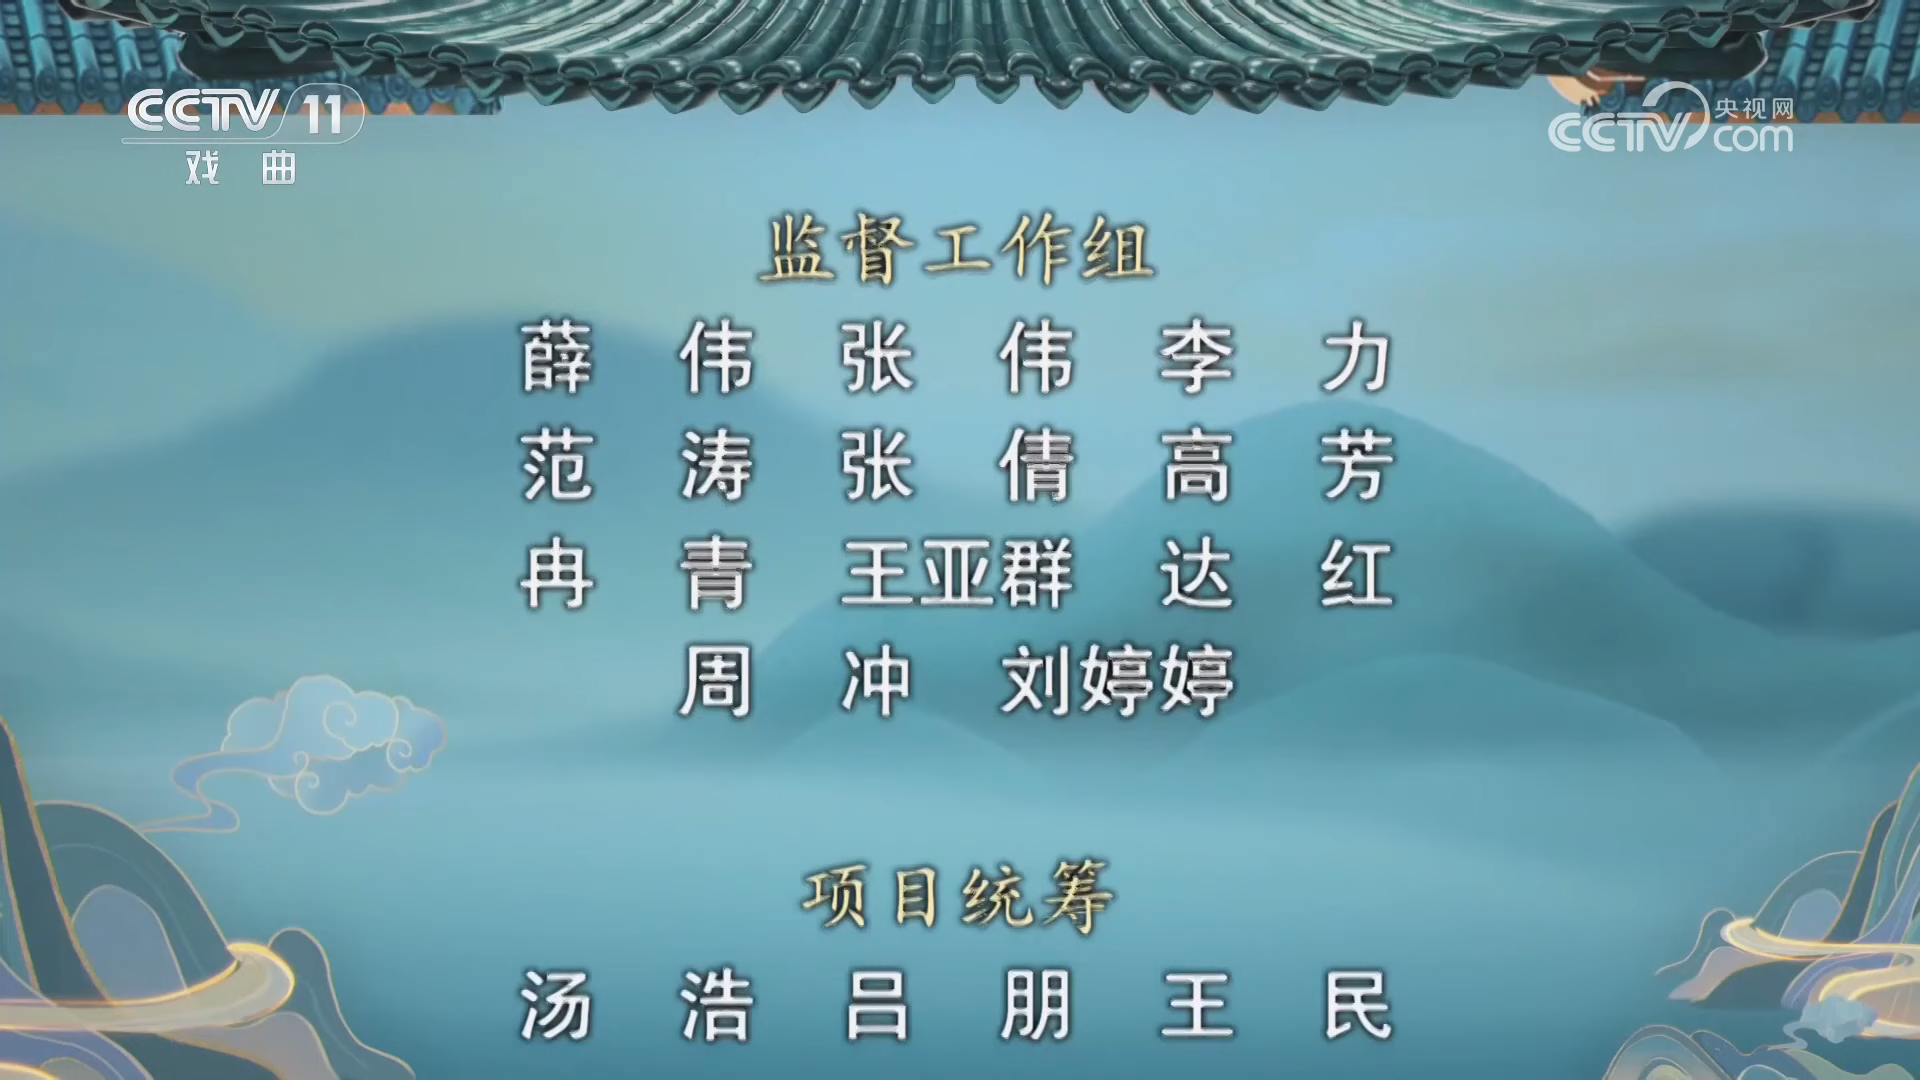 CCTV 11
戏 曲
央视网
CCTV.com
监督工作组
薛 伟 张 伟 李 力
范 涛 张 倩 高 芳
冉 青 王亚群 达 红
周 冲 刘婷婷
项目统筹
汤 浩 吕 朋 王 民